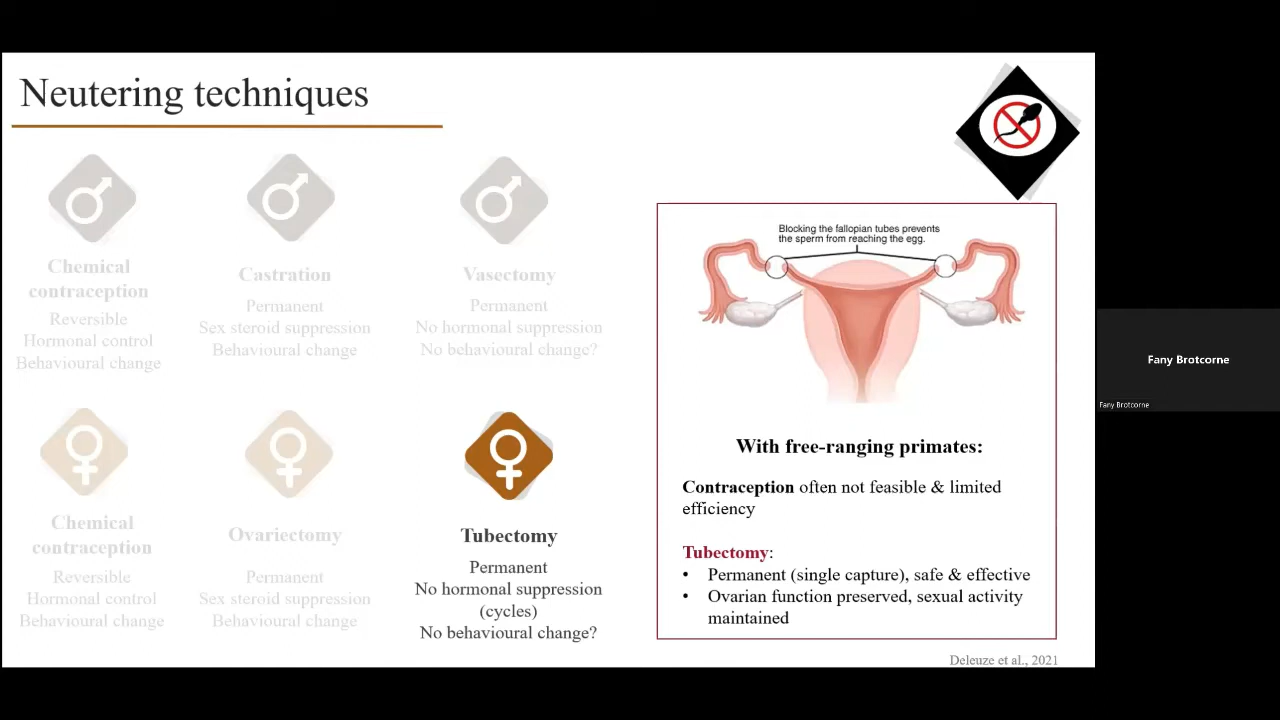 Neutering techniques
Chemical
contraception
Reversible
Hormonal control
Behavioural change
Castration
Permanent
Sex steroid suppression
Behavioural change
Vasectomy
Permanent
No hormonal suppression
No behavioural change?
Chemical
contraception
Reversible
Hormonal control
Behavioural change
Ovariectomy
Permanent
Sex steroid suppression
Behavioural change
Tubectomy
Permanent
No hormonal suppression
(cycles)
No behavioural change?
Blocking the fallopian tubes prevents
the sperm from reaching the egg.
With free-ranging primates:
Contraception often not feasible & limited
efficiency
Tubectomy:
• Permanent (single capture), safe & effective
• Ovarian function preserved, sexual activity
maintained
Deleuze et al., 2021
Fany Brotcorne
Fany Brotcorne